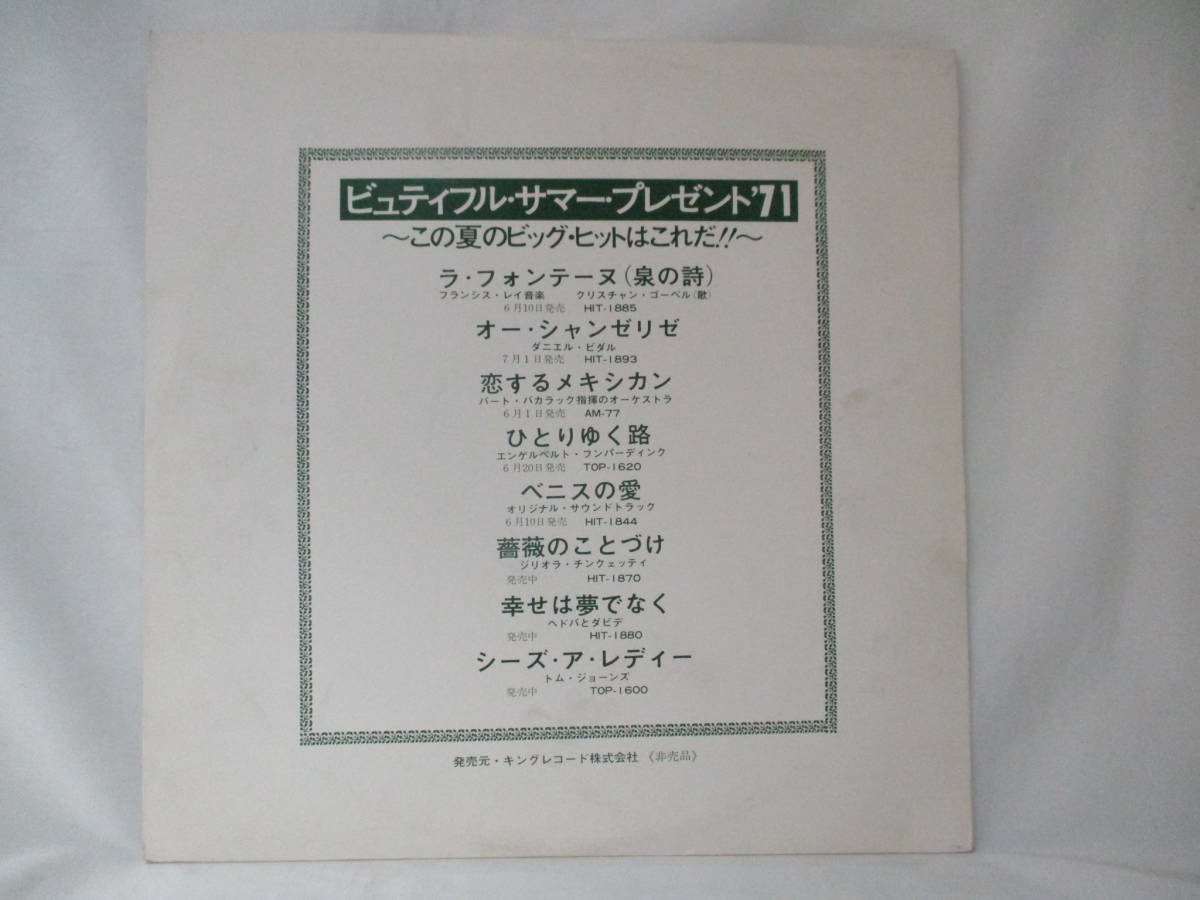 ビュティフル・サマー・プレゼント'71
～この夏のビッグ・ヒットはこれだ!!～
ラ・フォンテーヌ(泉の詩)
フランシス・レイ音楽 クリスチャン・ゴーベル(歌)
6月10日発売 HIT-1885
オー・シャンゼリゼ
ダニエル・ビダル
7月1日発売 HIT-1893
恋するメキシカン
バート・バカラック指揮のオーケストラ
6月1日発売 AM-77
ひとりゆく路
エンゲルベルト・フンパーディンク
6月20日発売 TOP-1620
ベニスの愛
オリジナル・サウンドトラック
6月10日発売 HIT-1844
薔薇のことづけ
ジリオラ・チンクェッティ
発売中 HIT-1870
幸せは夢でなく
ヘドバとダビデ
発売中 HIT-1880
シーズ・ア・レディー
トム・ジョーンズ
発売中 TOP-1600
発売元・キングレコード株式会社 《非売品》